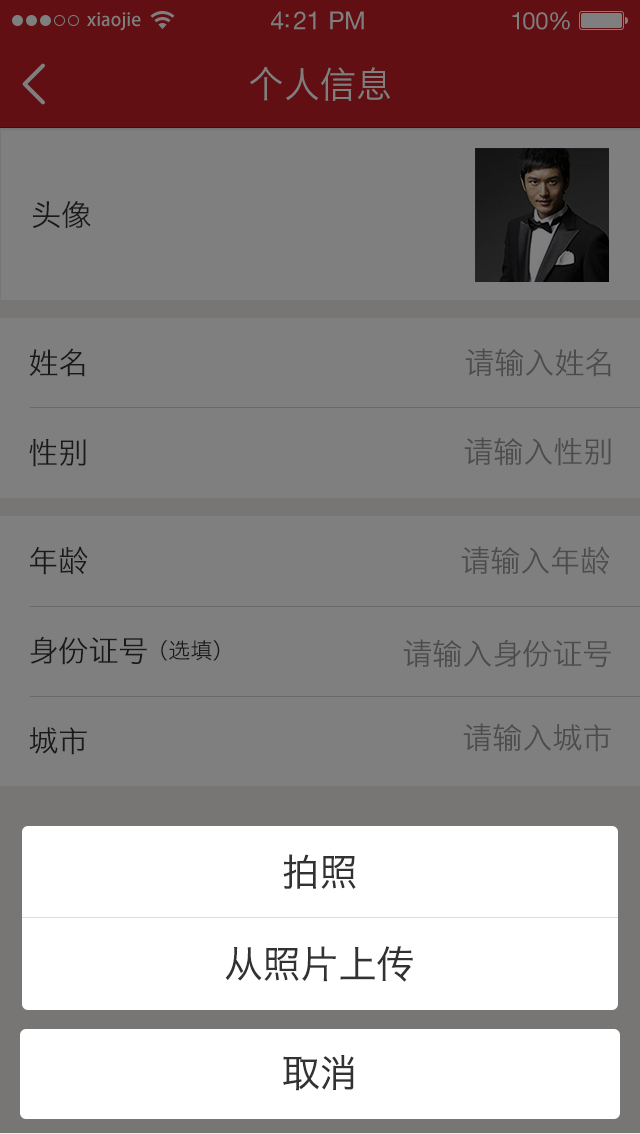 xiaojie 4:21 PM 100%
个人信息
头像
姓名 请输入姓名
性别 请输入性别
年龄 请输入年龄
身份证号（选填） 请输入身份证号
城市 请输入城市
拍照
从照片上传
取消